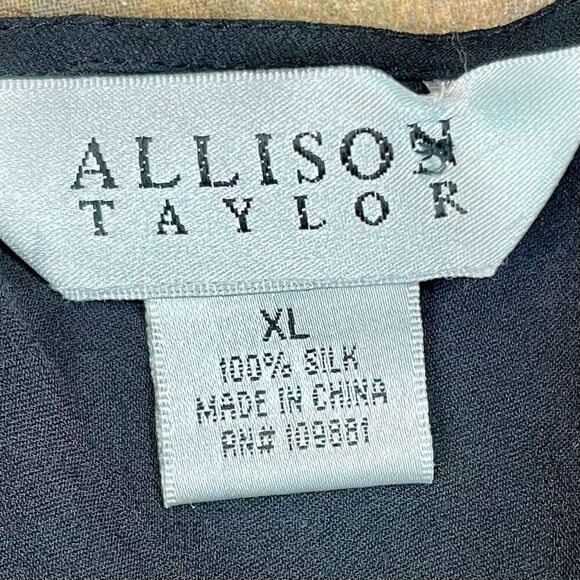 ALLISON
TAYLOR
XL
100% SILK
MADE IN CHINA
RN# 109881